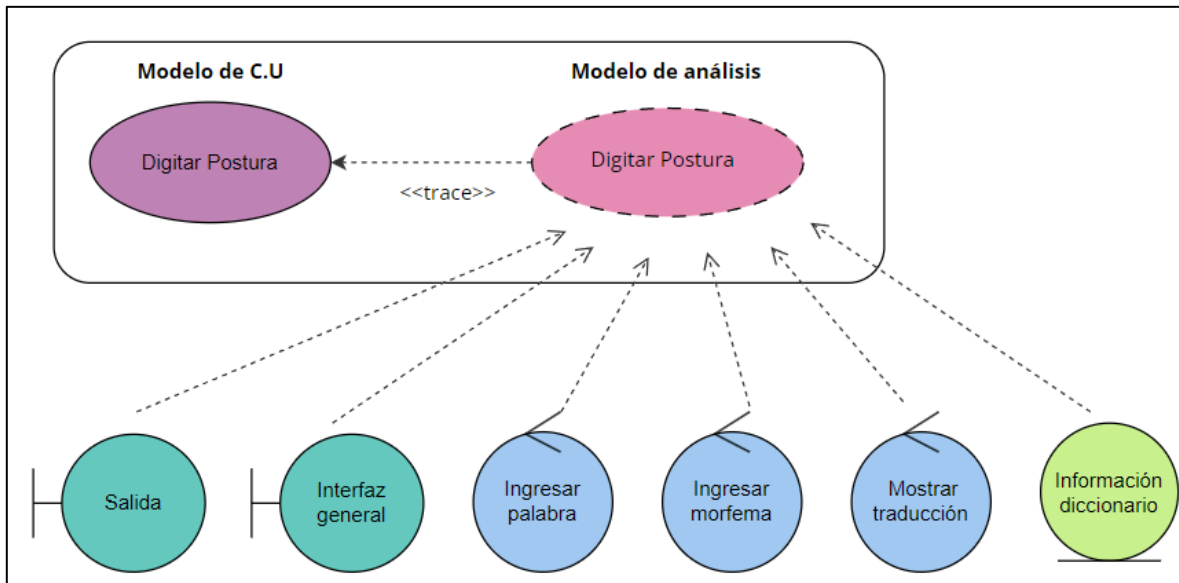 Modelo de C.U
Modelo de análisis
Digitar Postura
Digitar Postura
<<trace>>
Salida
Interfaz
general
Ingresar
palabra
Ingresar
morfema
Mostrar
traducción
Información
diccionario